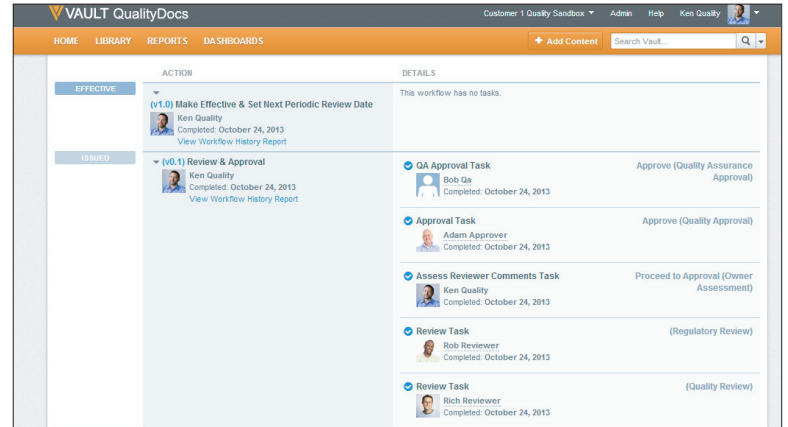 VAULT QualityDocs
Customer 1 Quality Sandbox Admin Help Ken Quality
HOME LIBRARY REPORTS DASHBOARDS
+ Add Content
Search Vault...
ACTION
DETAILS
EFFECTIVE
(v1.0) Make Effective & Set Next Periodic Review Date
Ken Quality
Completed: October 24, 2013
View Workflow History Report
This workflow has no tasks.
ISSUED
(v0.1) Review & Approval
Ken Quality
Completed: October 24, 2013
View Workflow History Report
QA Approval Task
Bob Qa
Completed: October 24, 2013
Approve (Quality Assurance
Approval)
Approval Task
Adam Approver
Completed: October 24, 2013
Approve (Quality Approval)
Assess Reviewer Comments Task
Ken Quality
Completed: October 24, 2013
Proceed to Approval (Owner
Assessment)
Review Task
Rob Reviewer
Completed: October 24, 2013
(Regulatory Review)
Review Task
Rich Reviewer
Completed: October 24, 2013
(Quality Review)